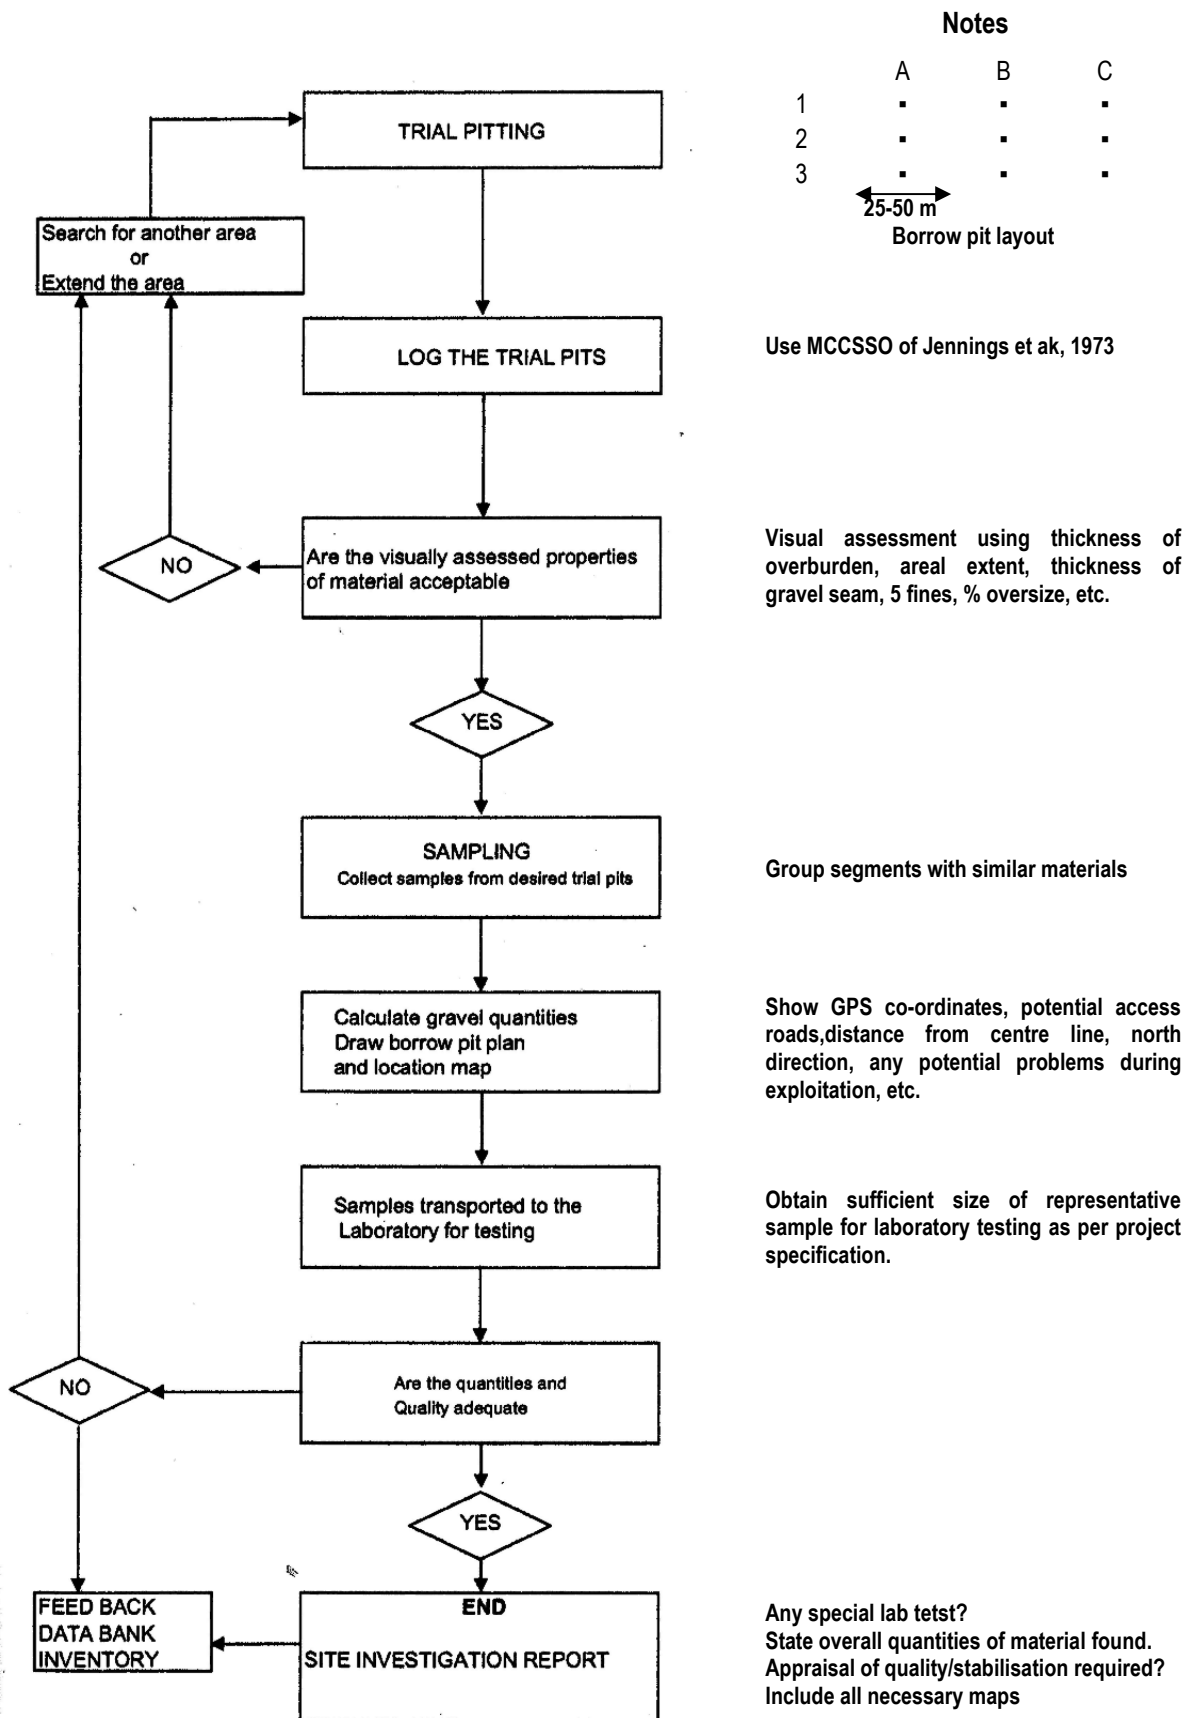 Notes
A B C
1
2
3
25-50 m
Borrow pit layout
TRIAL PITTING
Search for another area
or
Extend the area
LOG THE TRIAL PITS
Use MCCSSO of Jennings et ak, 1973
NO
Are the visually assessed properties
of material acceptable
Visual assessment using thickness of
overburden, areal extent, thickness of
gravel seam, 5 fines, % oversize, etc.
YES
SAMPLING
Collect samples from desired trial pits
Group segments with similar materials
Calculate gravel quantities
Draw borrow pit plan
and location map
Show GPS co-ordinates, potential access
roads,distance from centre line, north
direction, any potential problems during
exploitation, etc.
Samples transported to the
Laboratory for testing
Obtain sufficient size of representative
sample for laboratory testing as per project
specification.
NO
Are the quantities and
Quality adequate
YES
FEED BACK
DATA BANK
INVENTORY
END
SITE INVESTIGATION REPORT
Any special lab tetst?
State overall quantities of material found.
Appraisal of quality/stabilisation required?
Include all necessary maps